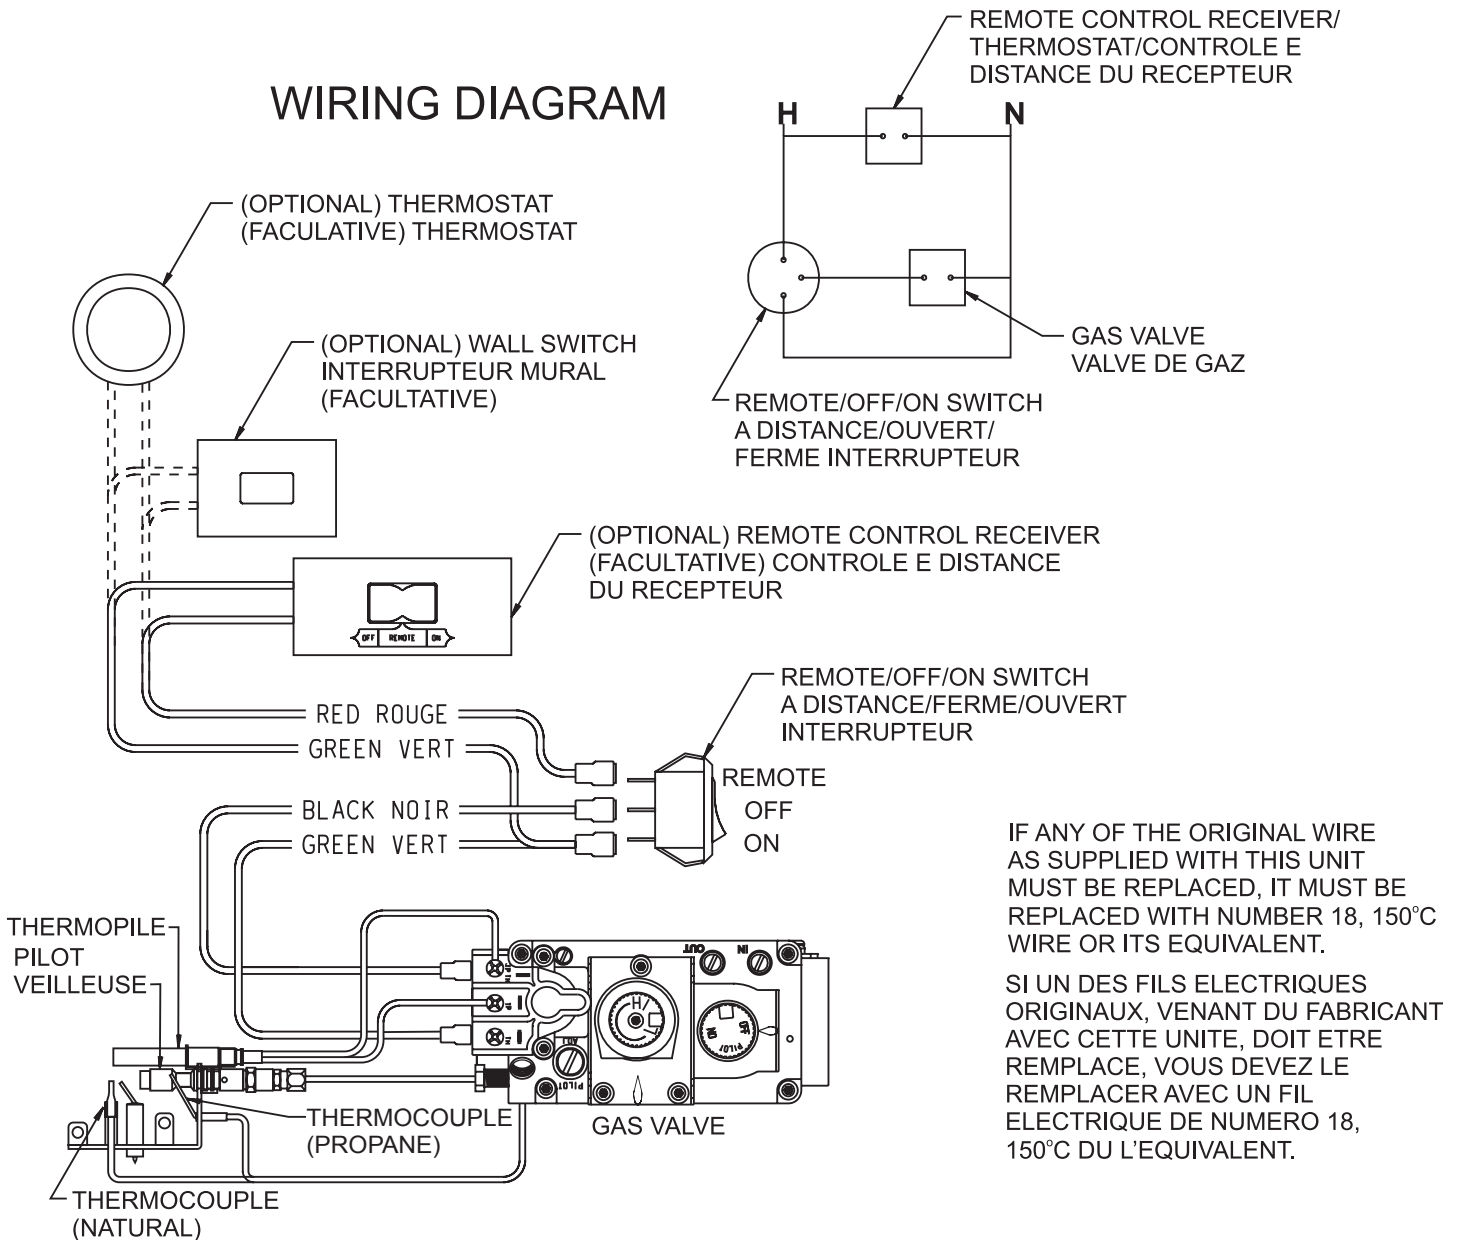 WIRING DIAGRAM
REMOTE CONTROL RECEIVER/
THERMOSTAT/CONTROLE E
DISTANCE DU RECEPTEUR
H
N
(OPTIONAL) THERMOSTAT
(FACULATIVE) THERMOSTAT
GAS VALVE
VALVE DE GAZ
(OPTIONAL) WALL SWITCH
INTERRUPTEUR MURAL
(FACULTATIVE)
REMOTE/OFF/ON SWITCH
A DISTANCE/OUVERT/
FERME INTERRUPTEUR
(OPTIONAL) REMOTE CONTROL RECEIVER
(FACULTATIVE) CONTROLE E DISTANCE
DU RECEPTEUR
OFF REMOTE ON
REMOTE/OFF/ON SWITCH
A DISTANCE/FERME/OUVERT
INTERRUPTEUR
RED ROUGE
GREEN VERT
BLACK NOIR
GREEN VERT
REMOTE
OFF
ON
IF ANY OF THE ORIGINAL WIRE
AS SUPPLIED WITH THIS UNIT
MUST BE REPLACED, IT MUST BE
REPLACED WITH NUMBER 18, 150°C
WIRE OR ITS EQUIVALENT.
SI UN DES FILS ELECTRIQUES
ORIGINAUX, VENANT DU FABRICANT
AVEC CETTE UNITE, DOIT ETRE
REMPLACE, VOUS DEVEZ LE
REMPLACER AVEC UN FIL
ELECTRIQUE DE NUMERO 18,
150°C DU L'EQUIVALENT.
THERMOPILE
PILOT
VEILLEUSE
OUT
IN
HI
OFF
PILOT
ON
PILOT
ADJ
GAS VALVE
THERMOCOUPLE
(PROPANE)
THERMOCOUPLE
(NATURAL)